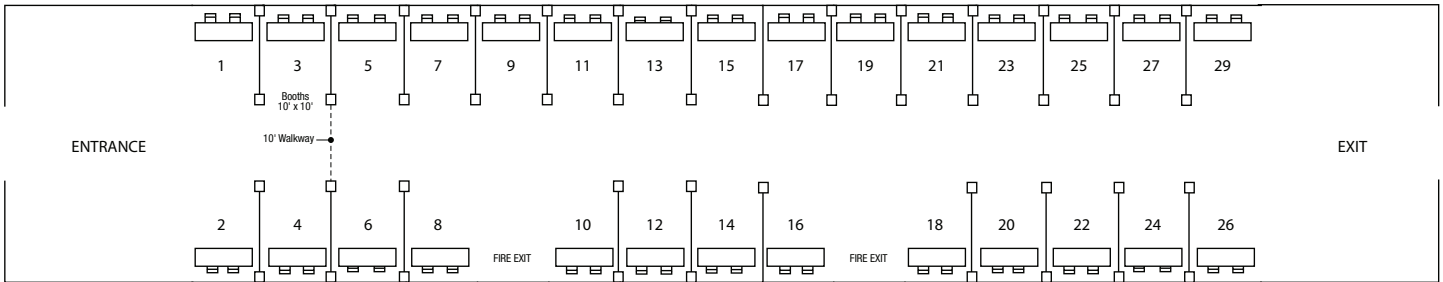 1 3 5 7 9 11 13 15 17 19 21 23 25 27 29
Booths
10' x 10'
10' Walkway
ENTRANCE
EXIT
2 4 6 8 10 12 14 16 18 20 22 24 26
FIRE EXIT FIRE EXIT